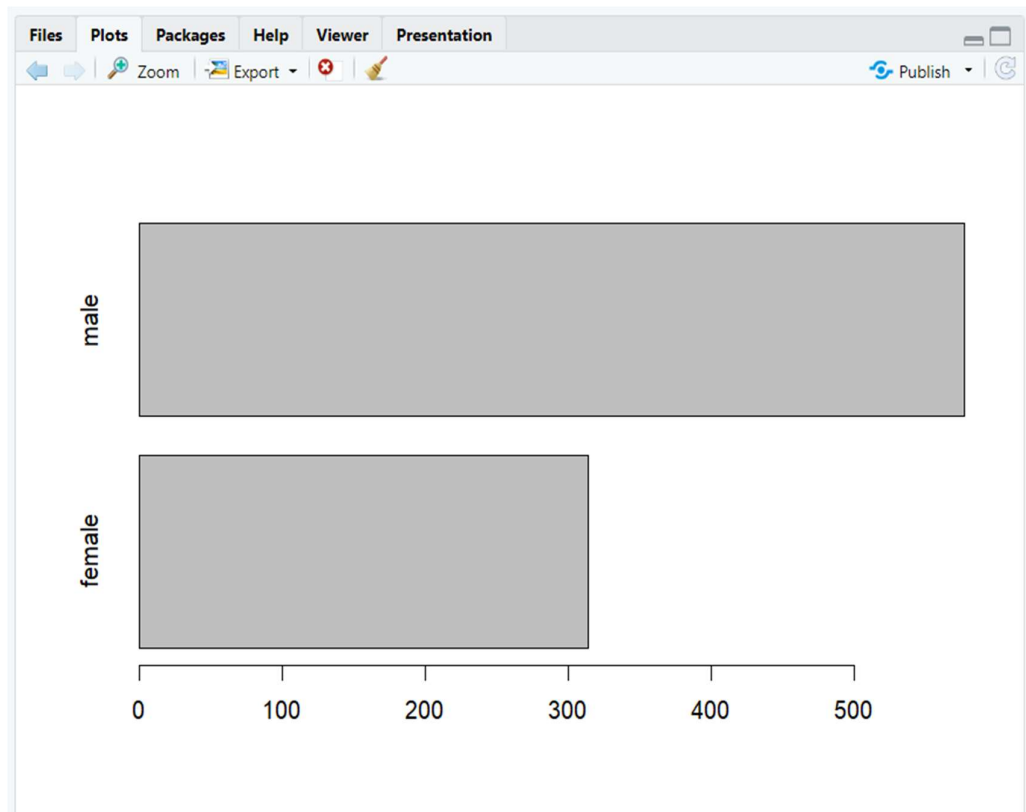 Files Plots Packages Help Viewer Presentation
Zoom Export Publish
male
female
0 100 200 300 400 500